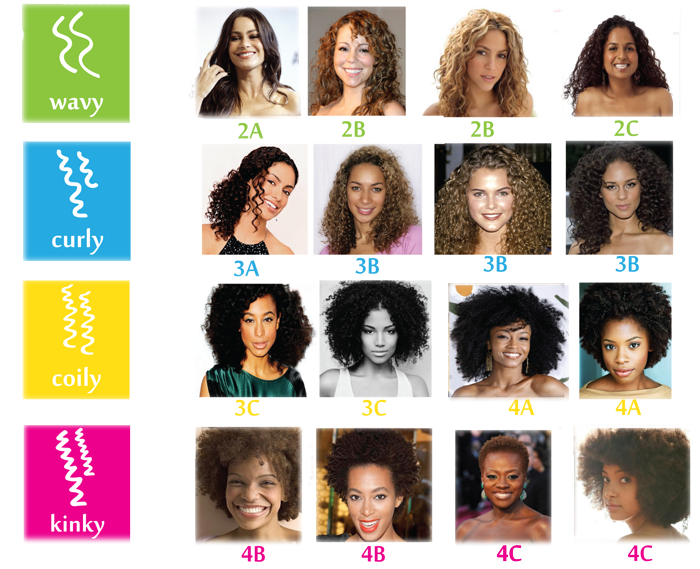 wavy
2A 2B 2B 2C
curly
3A 3B 3B 3B
coily
3C 3C 4A 4A
kinky
4B 4B 4C 4C